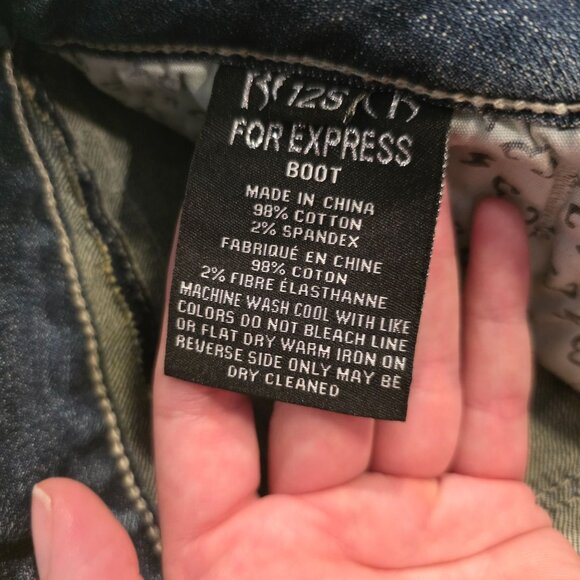 FOR EXPRESS
BOOT
MADE IN CHINA
98% COTTON
2% SPANDEX
FABRIQUÉ EN CHINE
98% COTON
2% FIBRE ÉLASTHANNE
MACHINE WASH COOL WITH LIKE
COLORS DO NOT BLEACH LINE
OR FLAT DRY WARM IRON ON
REVERSE SIDE ONLY MAY BE
DRY CLEANED